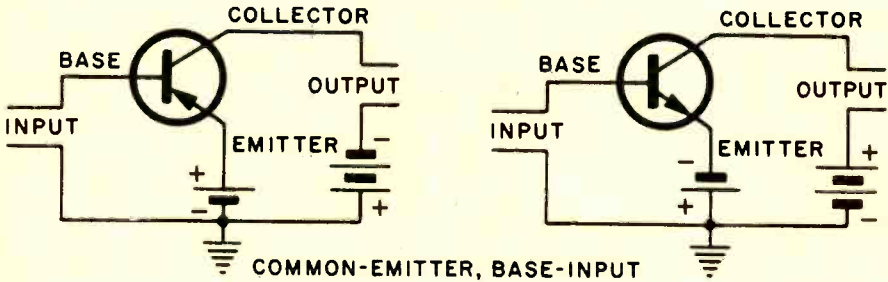 COLLECTOR
BASE
OUTPUT
INPUT
EMITTER
-
+
-
+
COLLECTOR
BASE
OUTPUT
INPUT
EMITTER
-
+
+
-
COMMON-EMITTER, BASE-INPUT